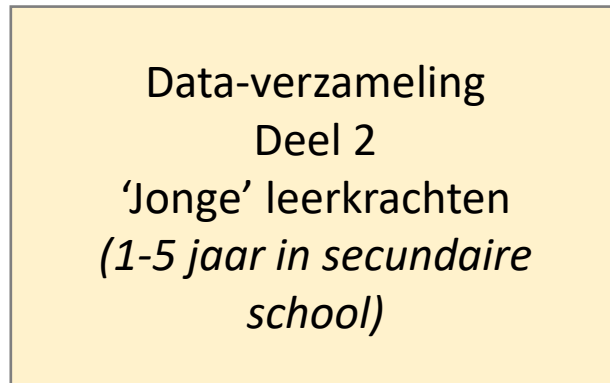 Data-verzameling
Deel 2
‘Jonge’ leerkrachten
(1-5 jaar in secundaire
school)